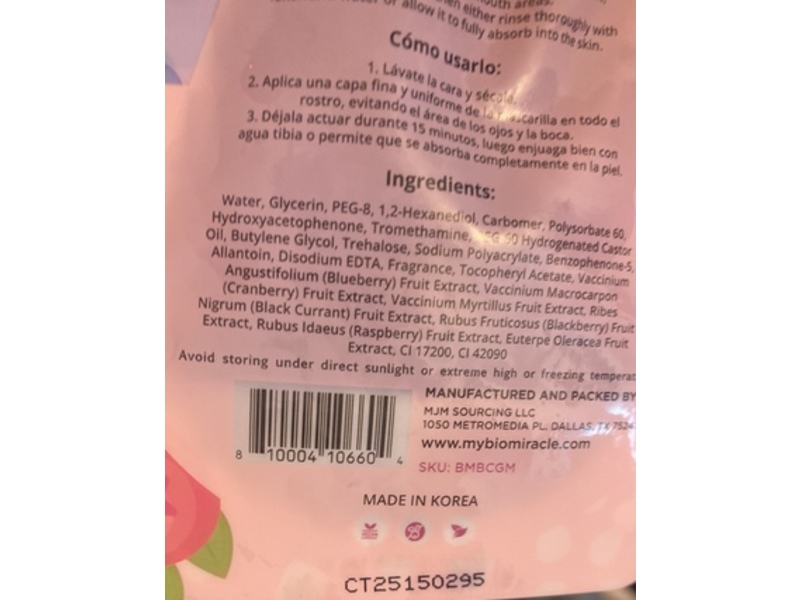 mouth areas.
then either rinse thoroughly with
or allow it to fully absorb into the skin.
Cómo usarlo:
1. Lávate la cara y sécala.
2. Aplica una capa fina y uniforme de la mascarilla en todo el
rostro, evitando el área de los ojos y la boca.
3. Déjala actuar durante 15 minutos, luego enjuaga bien con
agua tibia o permite que se absorba completamente en la piel.
Ingredients:
Water, Glycerin, PEG-8, 1,2-Hexanediol, Carbomer, Polysorbate 60,
Hydroxyacetophenone, Tromethamine, PEG-60 Hydrogenated Castor
Oil, Butylene Glycol, Trehalose, Sodium Polyacrylate, Benzophenone-5,
Allantoin, Disodium EDTA, Fragrance, Tocopheryl Acetate, Vaccinium
Angustifolium (Blueberry) Fruit Extract, Vaccinium Macrocarpon
(Cranberry) Fruit Extract, Vaccinium Myrtillus Fruit Extract, Ribes
Nigrum (Black Currant) Fruit Extract, Rubus Fruticosus (Blackberry) Fruit
Extract, Rubus Idaeus (Raspberry) Fruit Extract, Euterpe Oleracea Fruit
Extract, CI 17200, CI 42090
Avoid storing under direct sunlight or extreme high or freezing temperat
MANUFACTURED AND PACKED BY
MJM SOURCING LLC
1050 METROMEDIA PL. DALLAS, TX 7524
www.mybiomiracle.com
SKU: BMBCGM
8 10004 10660 4
MADE IN KOREA
CT25150295